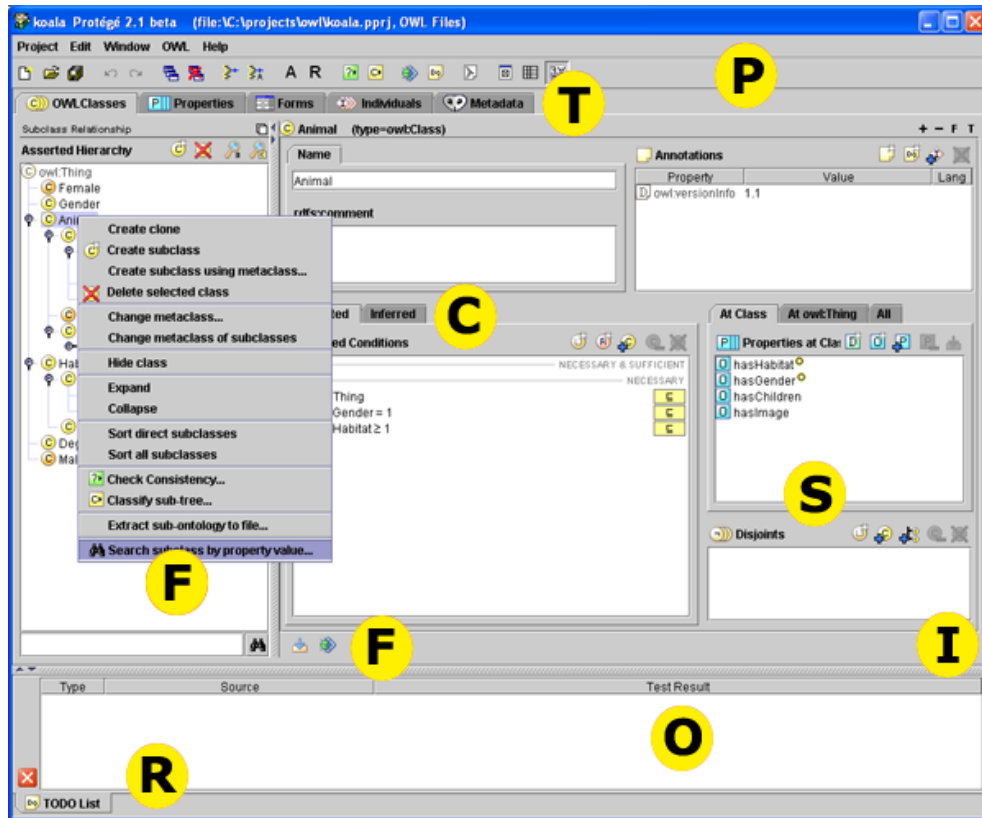 koala Protégé 2.1 beta (file:\C:\projects\owl\koala.pprj, OWL Files)
Project Edit Window OWL Help
A R
P
OWLClasses Properties Forms Individuals Metadata
T
Subclass Relationship
Asserted Hierarchy
owl:Thing
Female
Gender
Create clone
Create subclass
Create subclass using metaclass...
Delete selected class
Change metaclass...
Change metaclass of subclasses
Hide class
Expand
Collapse
Sort direct subclasses
Sort all subclasses
Check Consistency...
Classify sub-tree...
Extract sub-ontology to file...
Search subclass by property value...
F
Animal (type=owl:Class)
+ − F T
Name
Animal
rdfs:comment
Annotations
Property Value Lang
owl:versionInfo 1.1
C
Inferred
Conditions
NECESSARY & SUFFICIENT
NECESSARY
Thing
Gender = 1
Habitat ≥ 1
At Class At owl:Thing All
Properties at Clas
hasHabitat
hasGender
hasChildren
hasImage
S
Disjoints
F
I
Type Source Test Result
O
R
TODO List